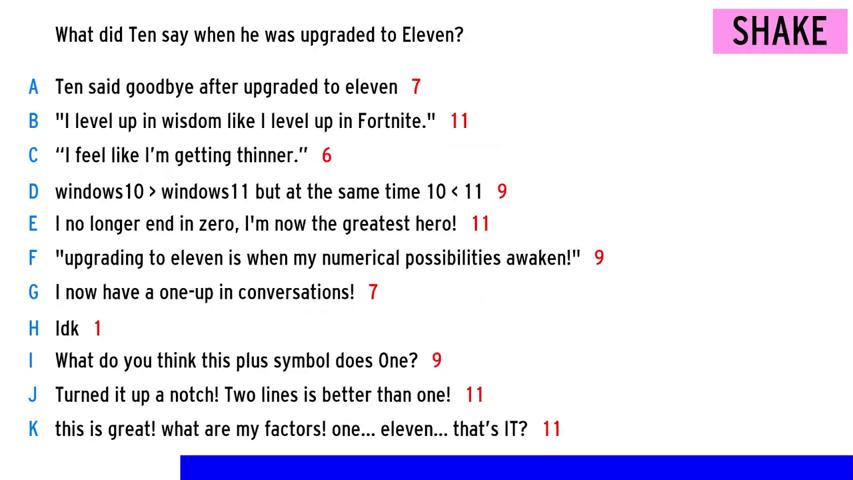 What did Ten say when he was upgraded to Eleven?
SHAKE
A Ten said goodbye after upgraded to eleven 7
B "I level up in wisdom like I level up in Fortnite." 11
C “I feel like I’m getting thinner.” 6
D windows10 > windows11 but at the same time 10 < 11 9
E I no longer end in zero, I'm now the greatest hero! 11
F "upgrading to eleven is when my numerical possibilities awaken!" 9
G I now have a one-up in conversations! 7
H Idk 1
I What do you think this plus symbol does One? 9
J Turned it up a notch! Two lines is better than one! 11
K this is great! what are my factors! one... eleven... that’s IT? 11